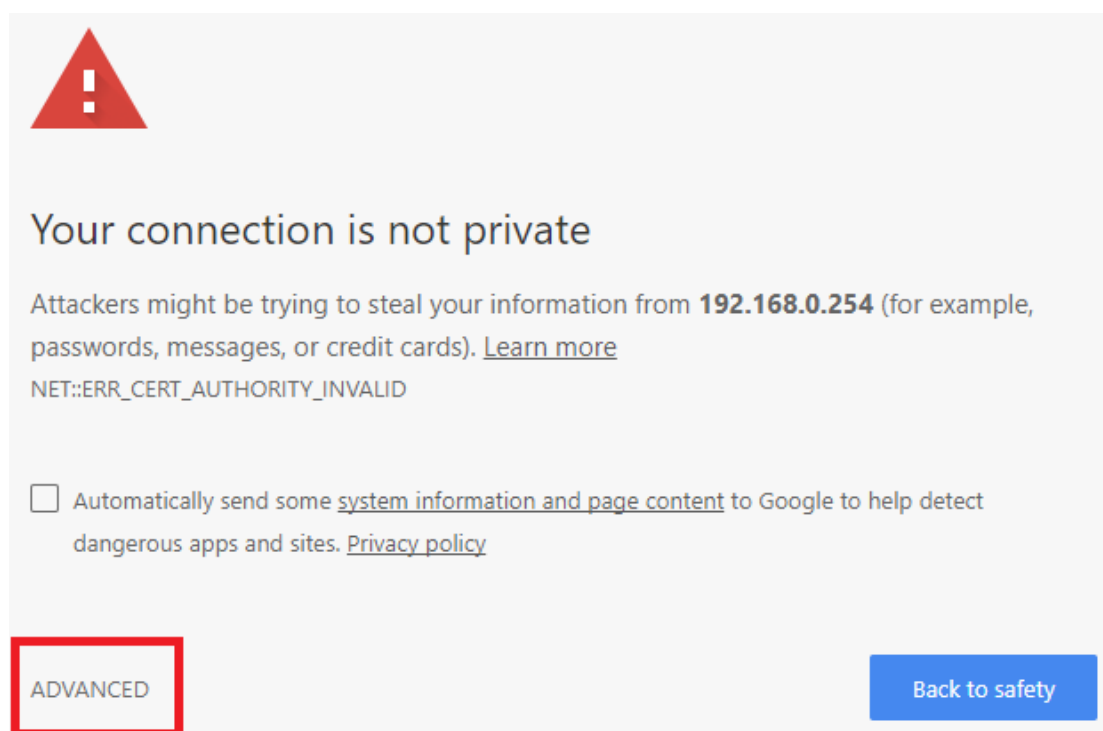 Your connection is not private
Attackers might be trying to steal your information from 192.168.0.254 (for example,
passwords, messages, or credit cards). Learn more
NET::ERR_CERT_AUTHORITY_INVALID
Automatically send some system information and page content to Google to help detect
dangerous apps and sites. Privacy policy
ADVANCED
Back to safety